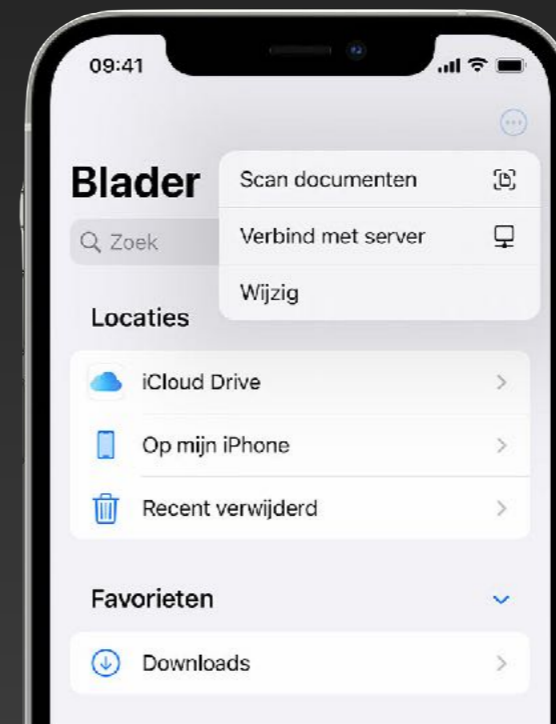 09:41
Blader
Scan documenten
Zoek
Verbind met server
Wijzig
Locaties
iCloud Drive
Op mijn iPhone
Recent verwijderd
Favorieten
Downloads